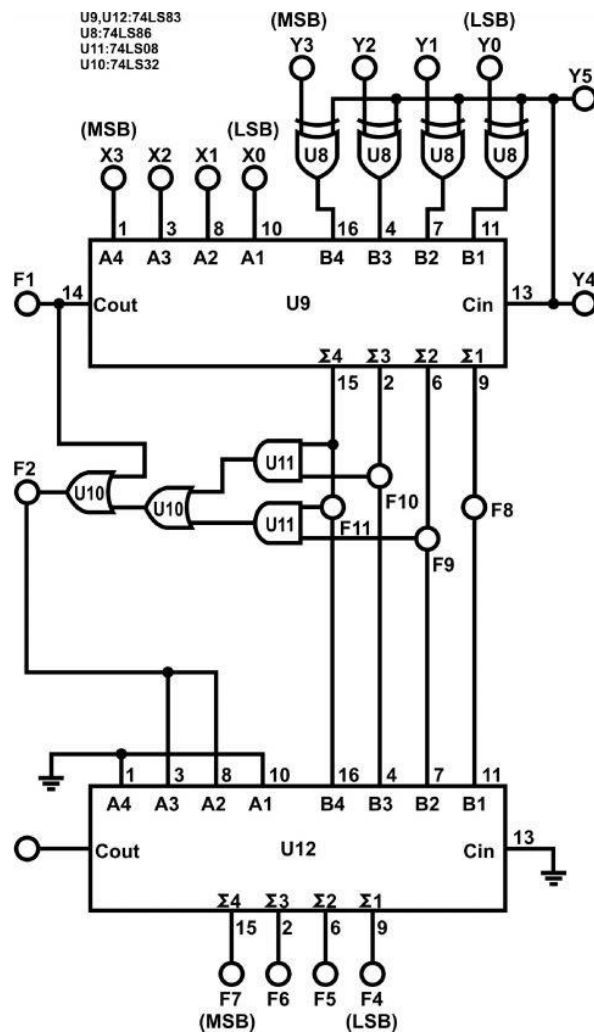 U9,U12:74LS83
U8:74LS86
U11:74LS08
U10:74LS32
(MSB) (LSB)
Y3 Y2 Y1 Y0
Y5
(MSB) (LSB)
X3 X2 X1 X0
U8 U8 U8 U8
1 3 8 10 16 4 7 11
A4 A3 A2 A1 B4 B3 B2 B1
F1 14 Cout U9 Cin 13 Y4
Σ4 Σ3 Σ2 Σ1
15 2 6 9
U11
F2 U10 U10
F10
U11 F11 F8
F9
1 3 8 10 16 4 7 11
A4 A3 A2 A1 B4 B3 B2 B1
Cout U12 Cin 13
Σ4 Σ3 Σ2 Σ1
15 2 6 9
F7 F6 F5 F4
(MSB) (LSB)